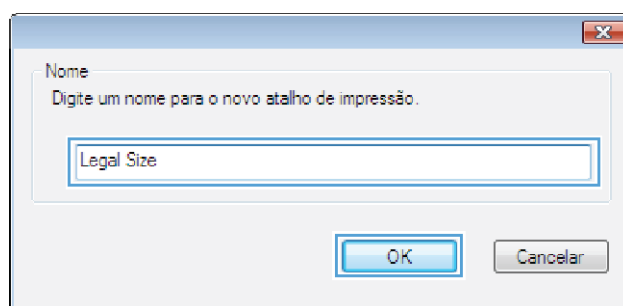 Nome
Digite um nome para o novo atalho de impressão.
Legal Size
OK
Cancelar